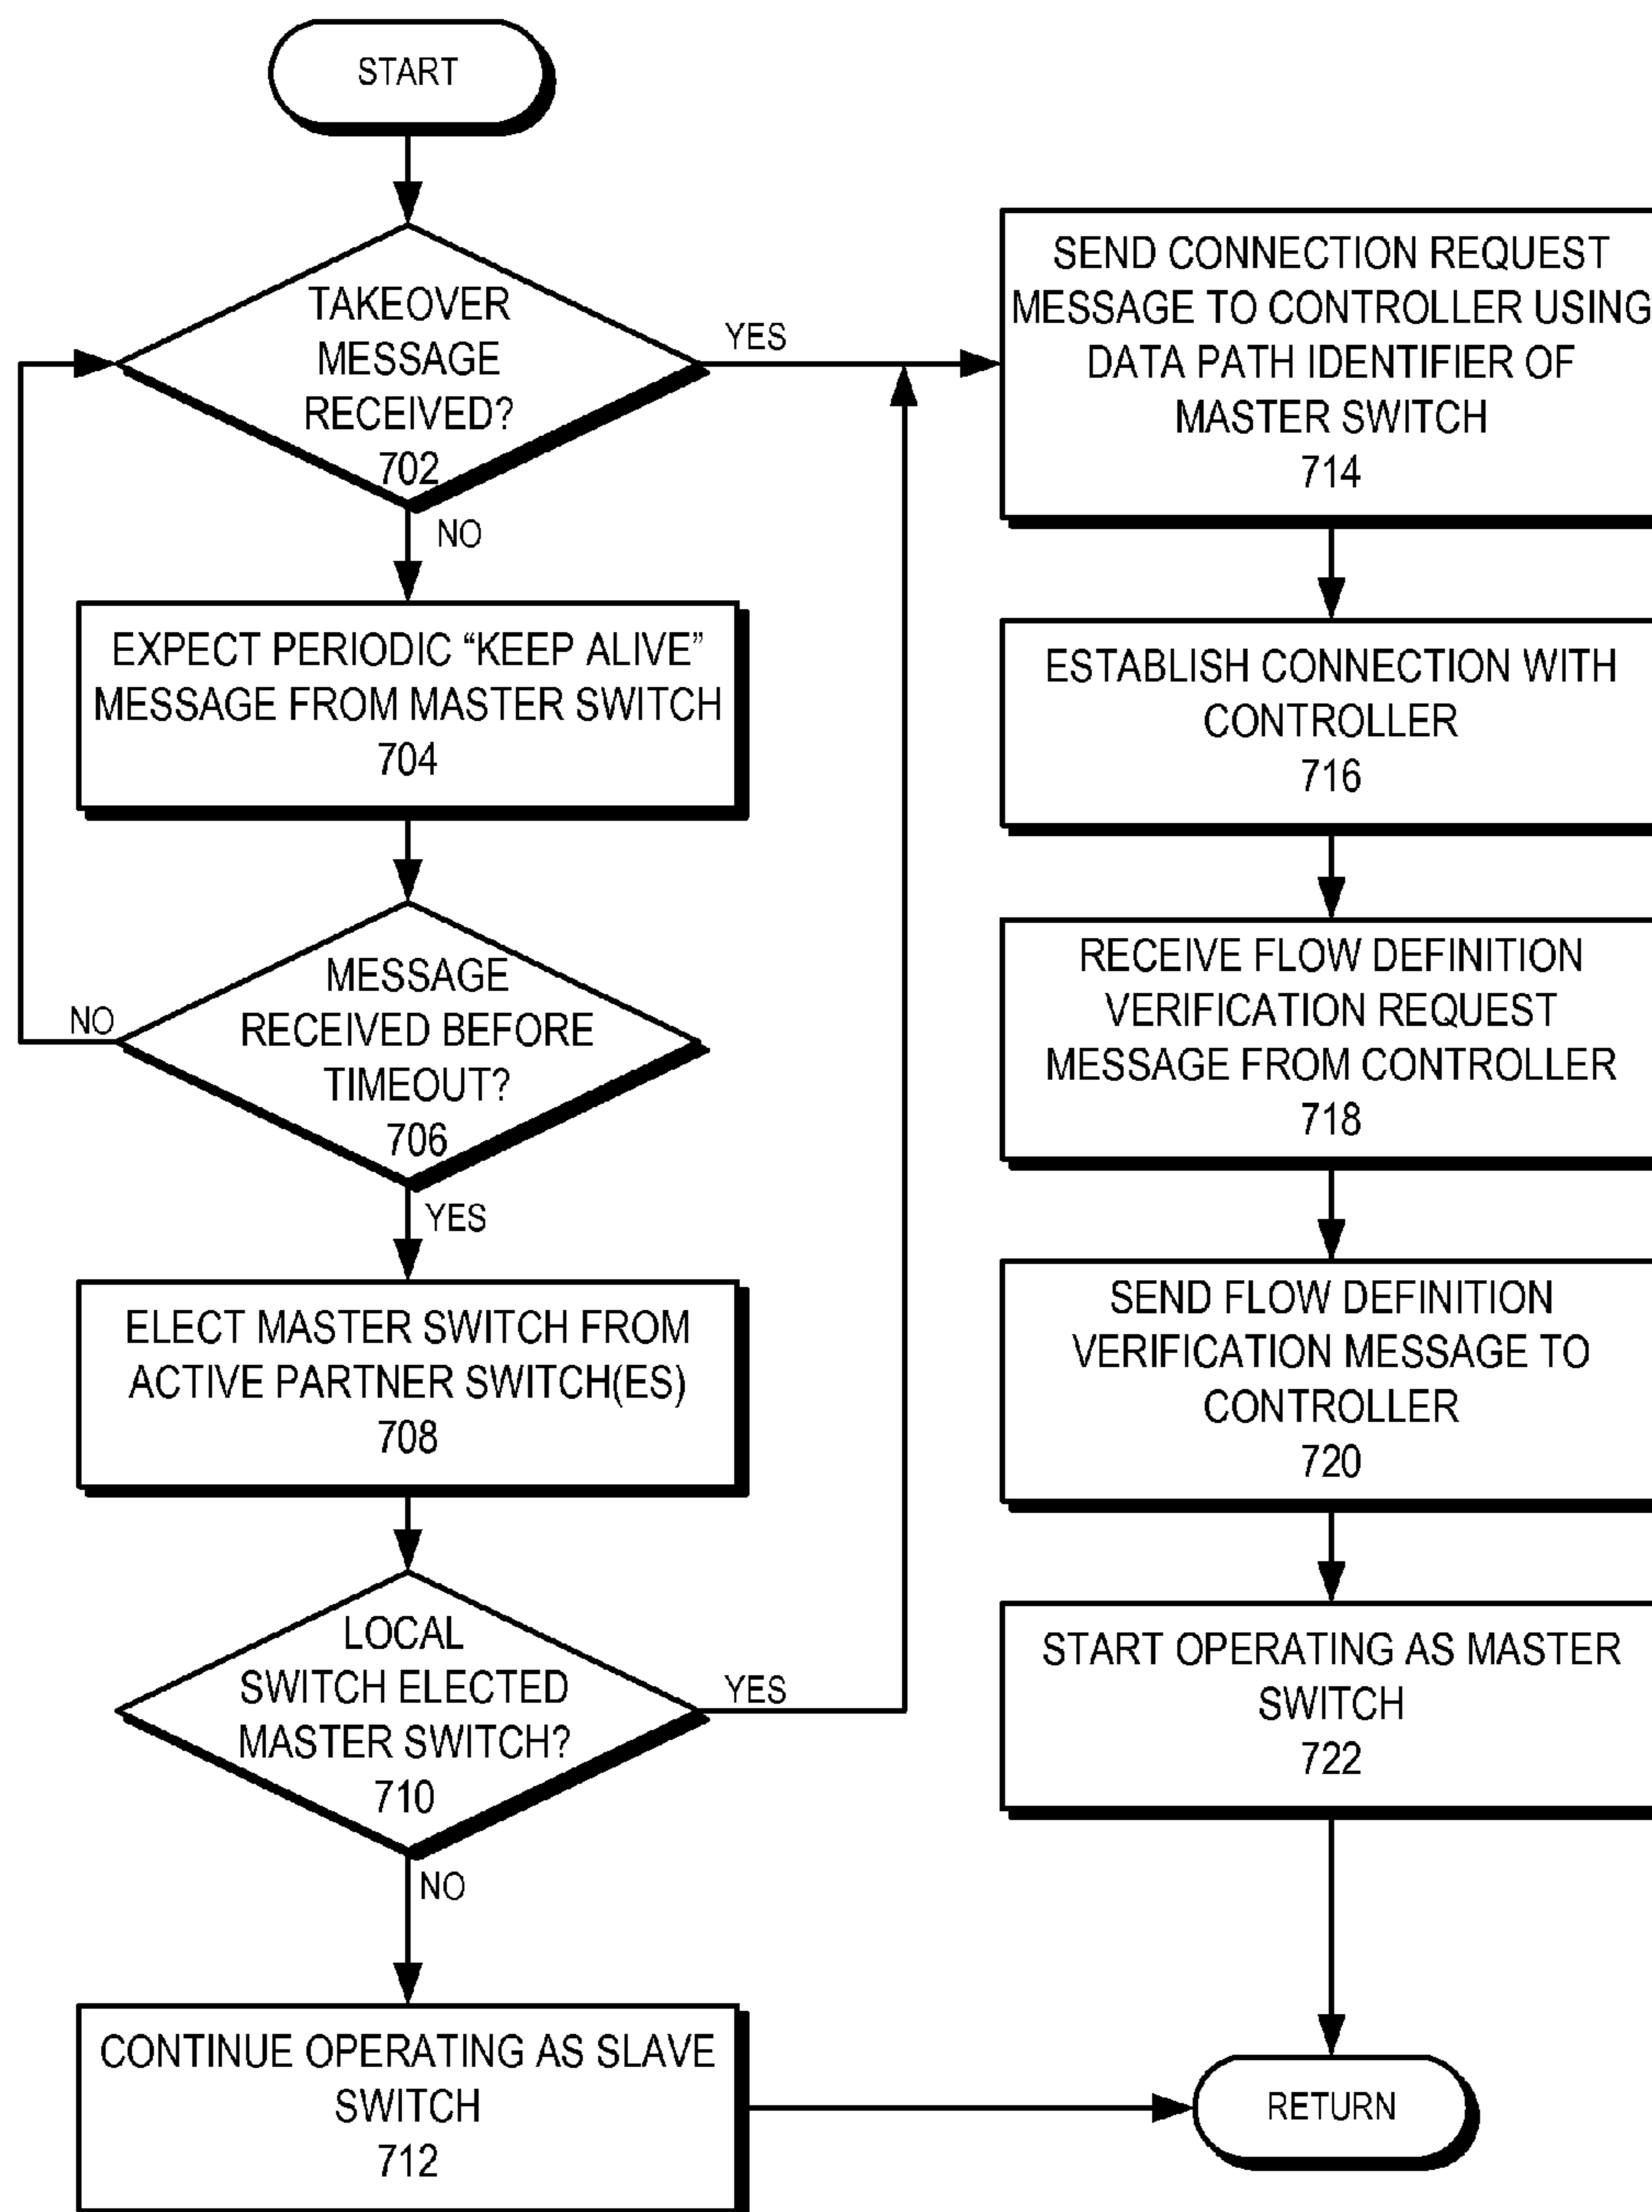 START
TAKEOVER
MESSAGE
RECEIVED?
702
YES
NO
EXPECT PERIODIC “KEEP ALIVE”
MESSAGE FROM MASTER SWITCH
704
MESSAGE
RECEIVED BEFORE
TIMEOUT?
706
NO
YES
ELECT MASTER SWITCH FROM
ACTIVE PARTNER SWITCH(ES)
708
LOCAL
SWITCH ELECTED
MASTER SWITCH?
710
YES
NO
CONTINUE OPERATING AS SLAVE
SWITCH
712
SEND CONNECTION REQUEST
MESSAGE TO CONTROLLER USING
DATA PATH IDENTIFIER OF
MASTER SWITCH
714
ESTABLISH CONNECTION WITH
CONTROLLER
716
RECEIVE FLOW DEFINITION
VERIFICATION REQUEST
MESSAGE FROM CONTROLLER
718
SEND FLOW DEFINITION
VERIFICATION MESSAGE TO
CONTROLLER
720
START OPERATING AS MASTER
SWITCH
722
RETURN